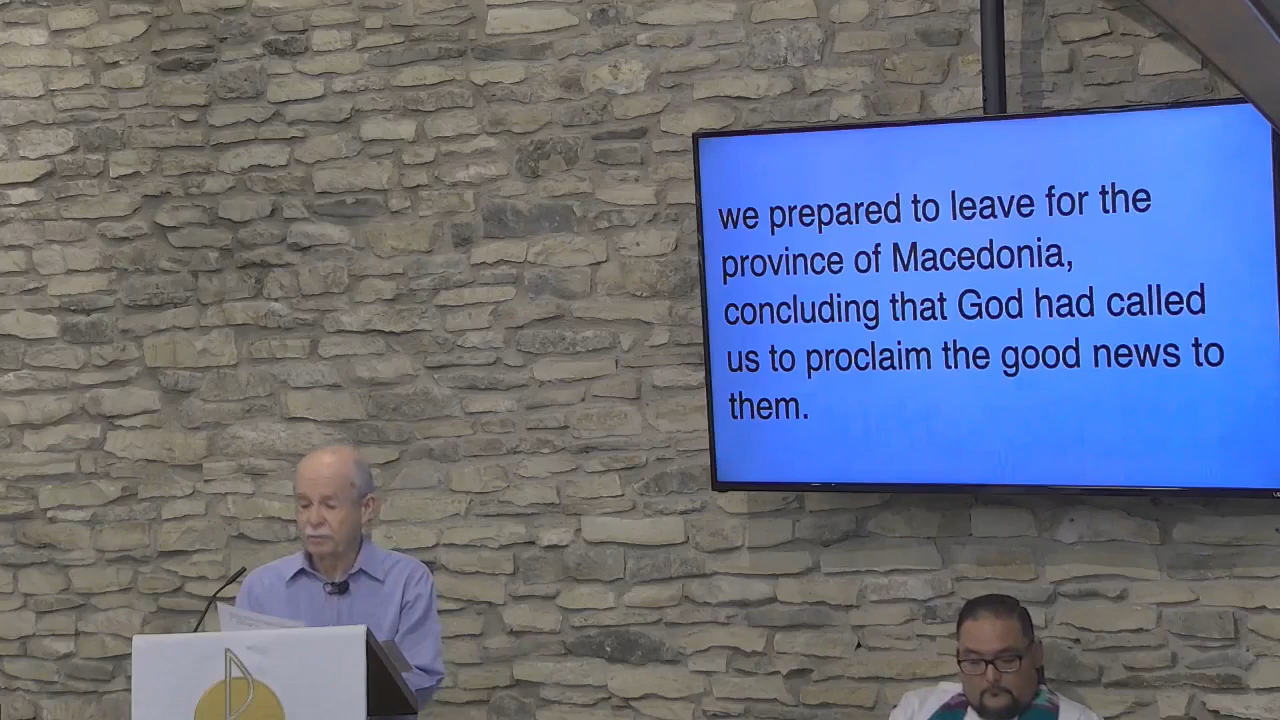 we prepared to leave for the
province of Macedonia,
concluding that God had called
us to proclaim the good news to
them.